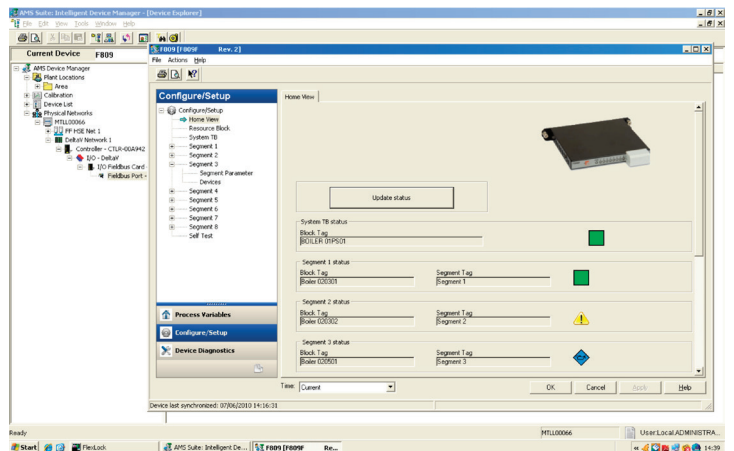 AMS Suite: Intelligent Device Manager - [Device Explorer]
File Edit View Tools Window Help
Current Device F809
AMS Device Manager
Plant Locations
Area
Calibration
Device List
Physical Networks
MTLL00066
FF HSE Net 1
DeltaV Network 1
Controller - CTLR-00A942
I/O - DeltaV
I/O Fieldbus Card -
Fieldbus Port -
F809 [F809F Rev. 2]
File Actions Help
Configure/Setup
Configure/Setup
Home View
Resource Block
System TB
Segment 1
Segment 2
Segment 3
Segment Parameter
Devices
Segment 4
Segment 5
Segment 6
Segment 7
Segment 8
Self Test
Process Variables
Configure/Setup
Device Diagnostics
Home View
Update status
System TB status
Block Tag
BOILER 01PS01
Segment 1 status
Block Tag Segment Tag
Boiler 020301 Segment 1
Segment 2 status
Block Tag Segment Tag
Boiler 020302 Segment 2
Segment 3 status
Block Tag Segment Tag
Boiler 020501 Segment 3
Time: Current
OK Cancel Apply Help
Device last synchronized: 07/06/2010 14:16:31
Ready MTLL00066 User:Local.ADMINISTRA...
Start FlexLock AMS Suite: Intelligent De... F809 [F809F Re... 14:39